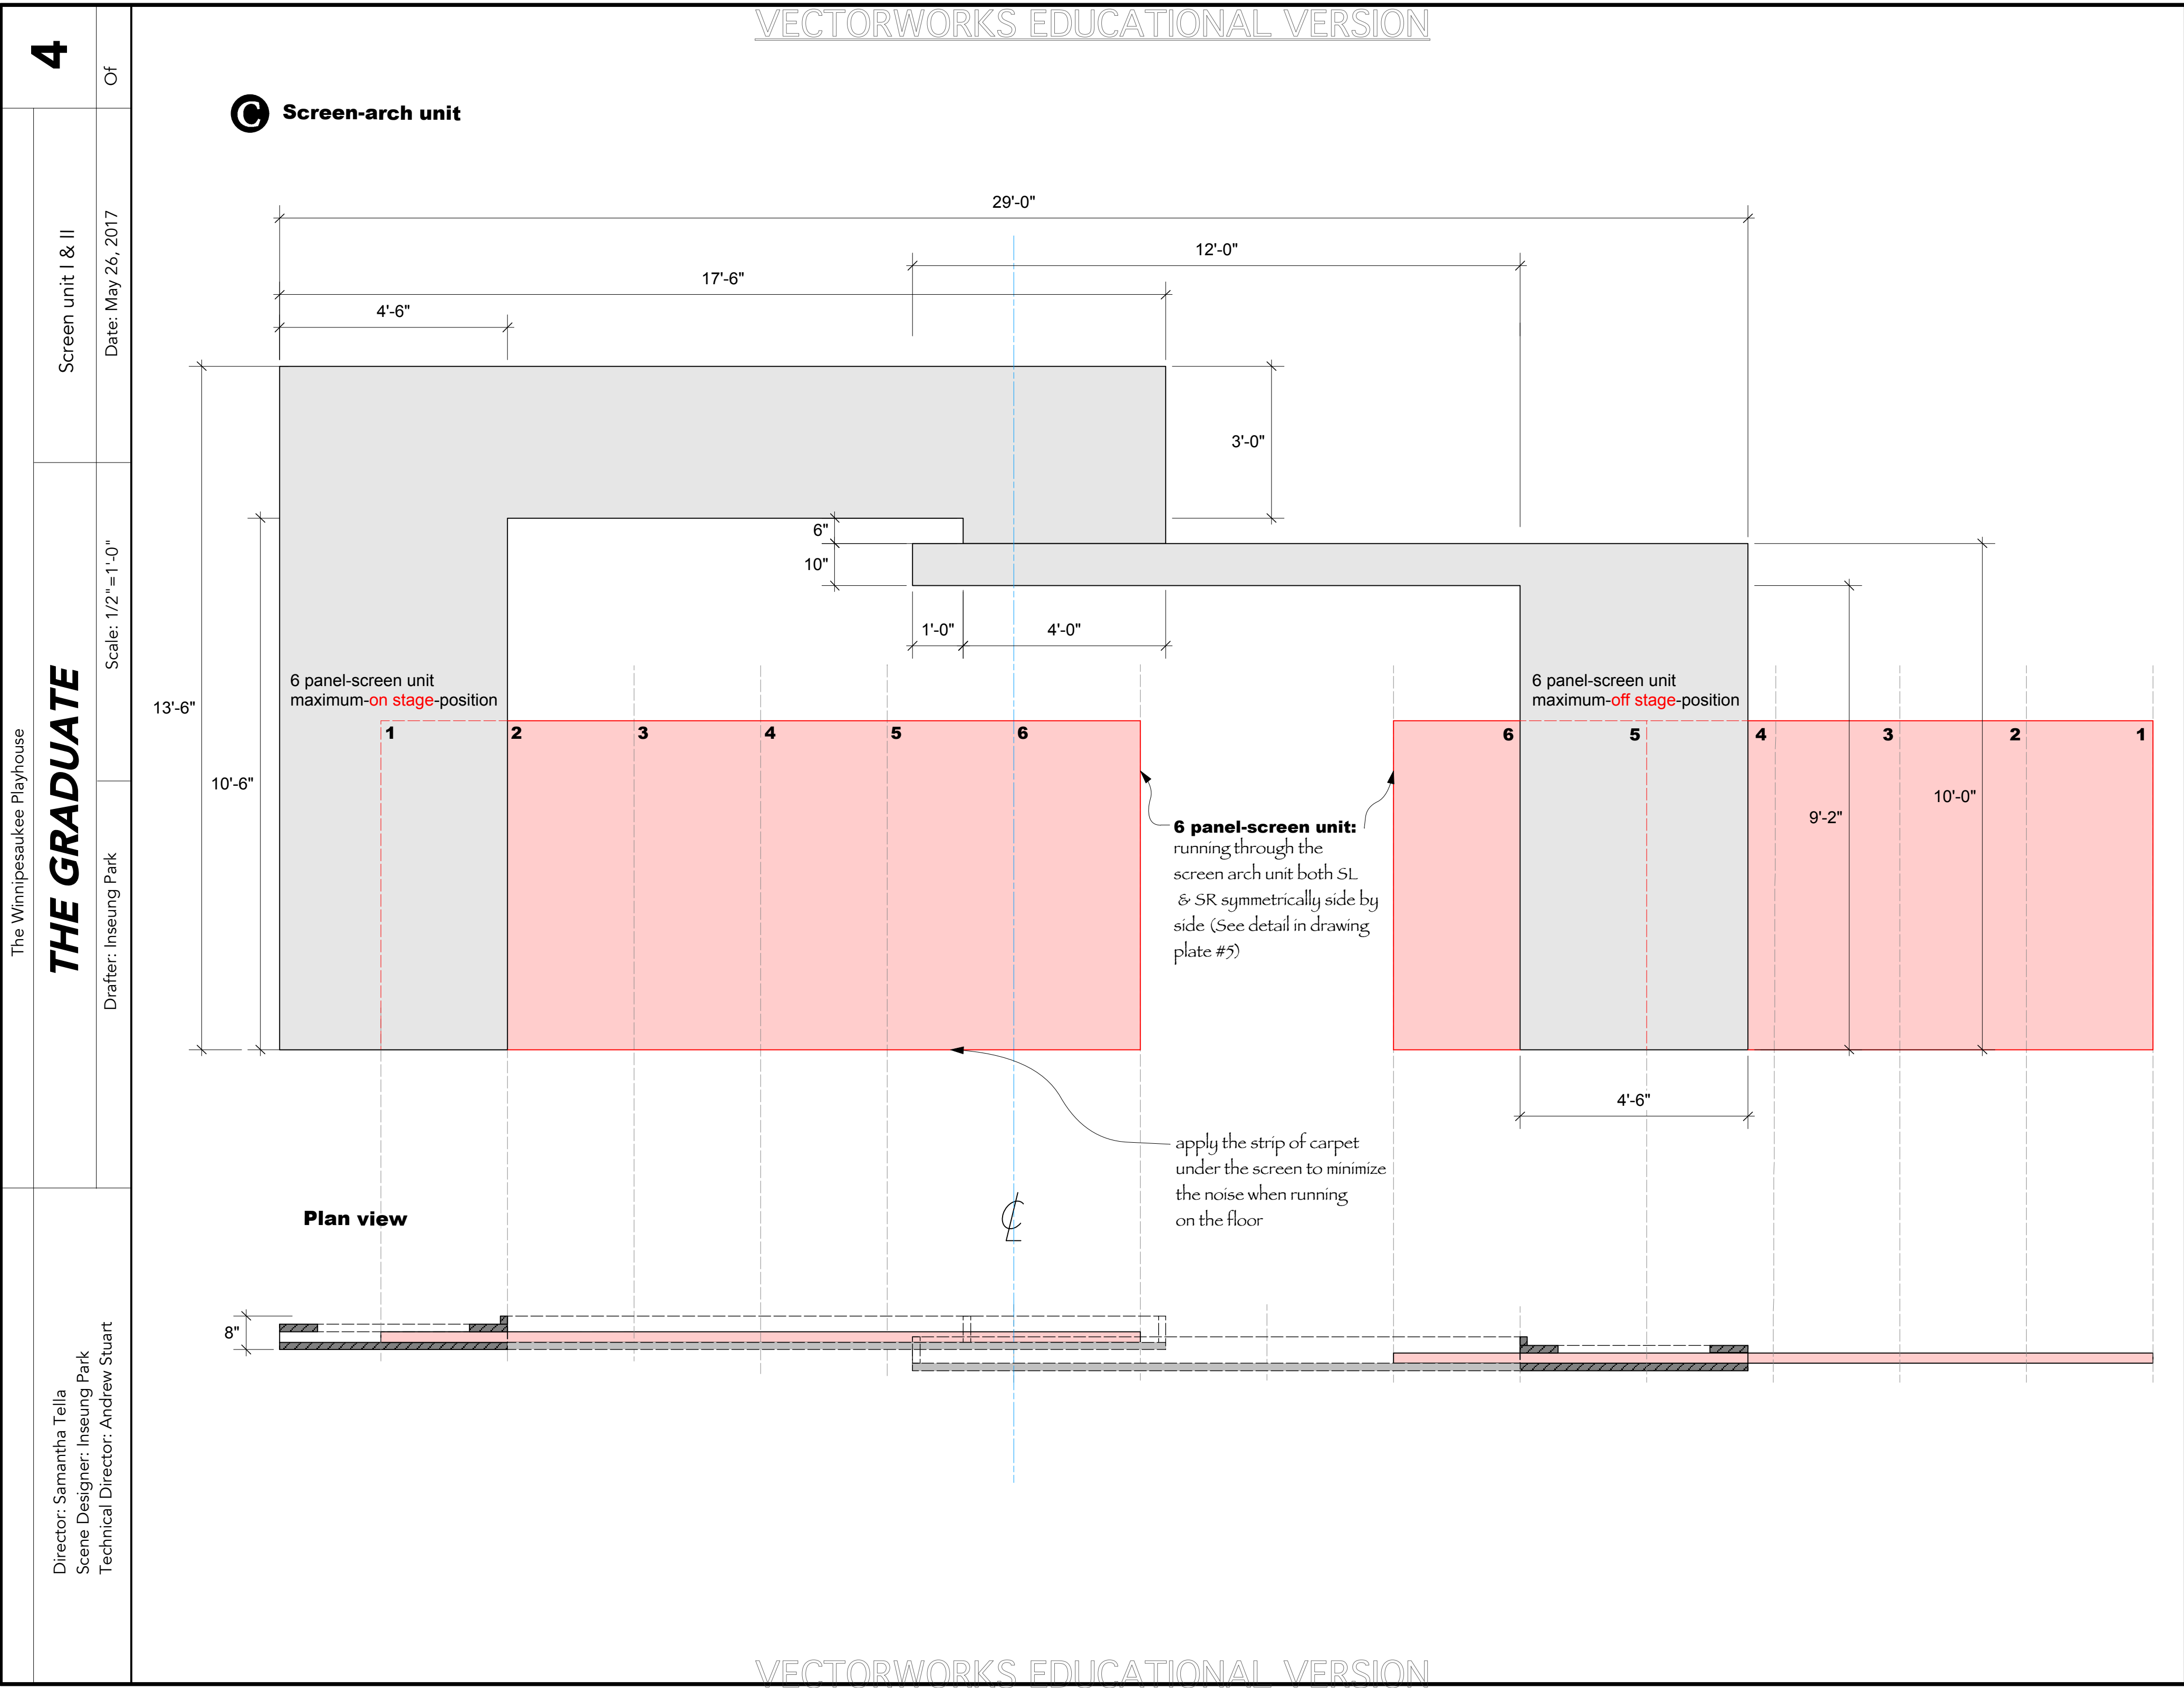 VECTORWORKS EDUCATIONAL VERSION
4
Of
Screen unit I & II
Date: May 26, 2017
The Winnipesaukee Playhouse
THE GRADUATE
Scale: 1/2"=1'-0"
Drafter: Inseung Park
Director: Samantha Tella
Scene Designer: Inseung Park
Technical Director: Andrew Stuart
C Screen-arch unit
29'-0"
12'-0"
17'-6"
4'-6"
3'-0"
6"
10"
1'-0"
4'-0"
6 panel-screen unit
maximum-on stage-position
6 panel-screen unit
maximum-off stage-position
13'-6"
1 2 3 4 5 6
6 5 4 3 2 1
10'-6"
10'-0"
9'-2"
6 panel-screen unit:
running through the
screen arch unit both SL
& SR symmetrically side by
side (See detail in drawing
plate #5)
4'-6"
apply the strip of carpet
under the screen to minimize
the noise when running
on the floor
Plan view
8"
VECTORWORKS EDUCATIONAL VERSION